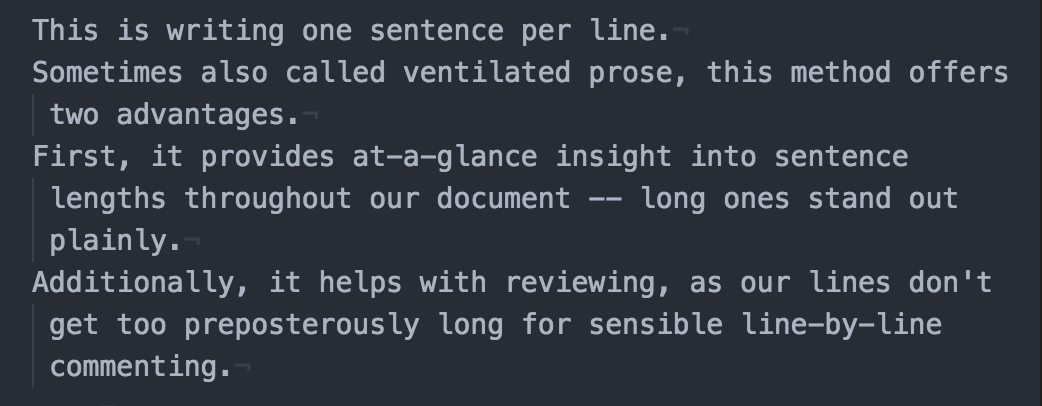 This is writing one sentence per line.¬
Sometimes also called ventilated prose, this method offers
two advantages.¬
First, it provides at-a-glance insight into sentence
lengths throughout our document -- long ones stand out
plainly.¬
Additionally, it helps with reviewing, as our lines don't
get too preposterously long for sensible line-by-line
commenting.¬